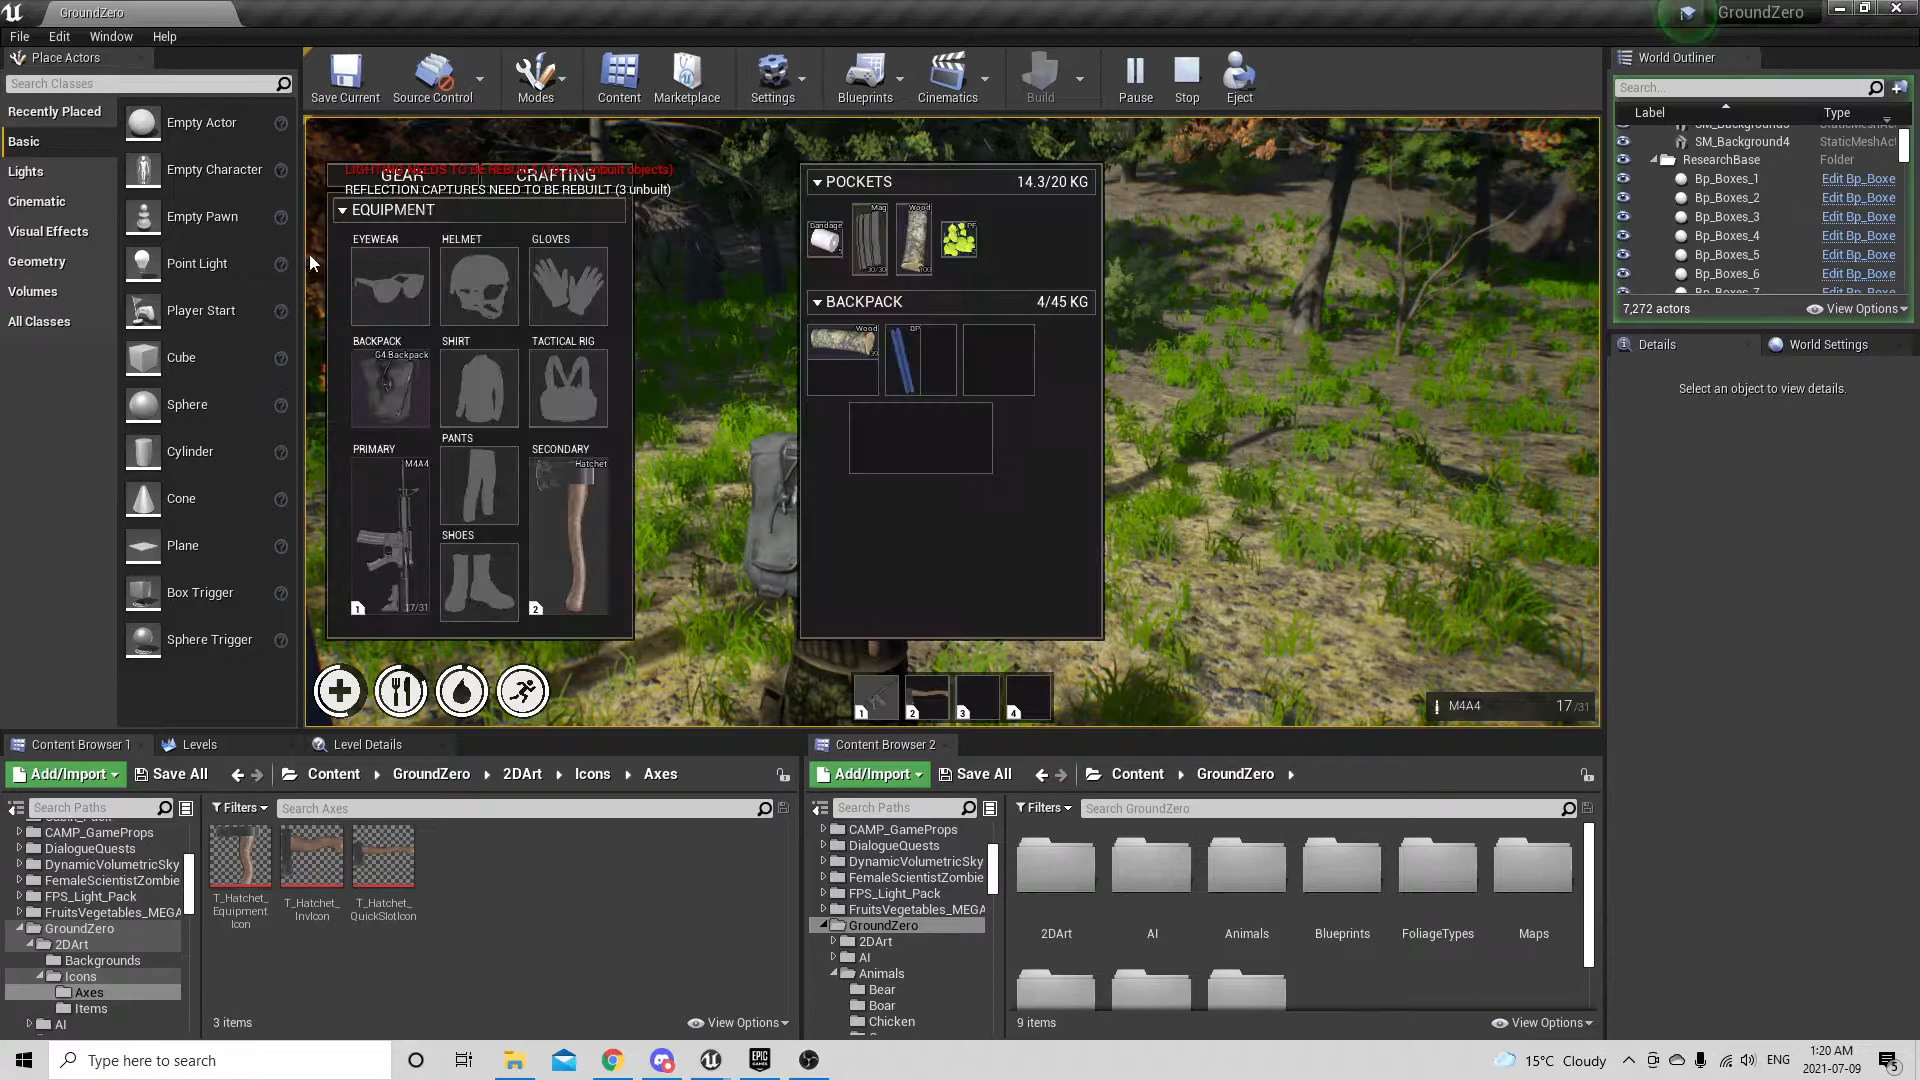 GroundZero
GroundZero
File Edit Window Help
Place Actors
Search Classes
Recently Placed
Basic
Lights
Cinematic
Visual Effects
Geometry
Volumes
All Classes
Empty Actor
Empty Character
Empty Pawn
Point Light
Player Start
Cube
Sphere
Cylinder
Cone
Plane
Box Trigger
Sphere Trigger
Save Current Source Control Modes Content Marketplace Settings Blueprints Cinematics Build Pause Stop Eject
GEAR CRAFTING
REFLECTION CAPTURES NEED TO BE REBUILT (3 unbuilt)
EQUIPMENT
EYEWEAR HELMET GLOVES
BACKPACK SHIRT TACTICAL RIG
G4 Backpack
PANTS
PRIMARY SECONDARY
M4A4 Hatchet
SHOES
1 17/31 2
POCKETS 14.3/20 KG
Bandage Mag Wood PF
30/30 100
BACKPACK 4/45 KG
Wood BP
39
1 2 3 4
M4A4 17/31
World Outliner
Search...
Label Type
SM_Background4 StaticMeshAct
ResearchBase Folder
Bp_Boxes_1 Edit Bp_Boxe
Bp_Boxes_2 Edit Bp_Boxe
Bp_Boxes_3 Edit Bp_Boxe
Bp_Boxes_4 Edit Bp_Boxe
Bp_Boxes_5 Edit Bp_Boxe
Bp_Boxes_6 Edit Bp_Boxe
7,272 actors View Options
Details World Settings
Select an object to view details.
Content Browser 1 Levels Level Details
Add/Import Save All Content GroundZero 2DArt Icons Axes
Search Paths Filters Search Axes
CAMP_GameProps
DialogueQuests
DynamicVolumetricSky
FemaleScientistZombie
FPS_Light_Pack
FruitsVegetables_MEGA
GroundZero
2DArt
Backgrounds
Icons
Axes
Items
AI
T_Hatchet_
Equipment
Icon
T_Hatchet_
InvIcon
T_Hatchet_
QuickSlotIcon
3 items View Options
Content Browser 2
Add/Import Save All Content GroundZero
Search Paths Filters Search GroundZero
CAMP_GameProps
DialogueQuests
DynamicVolumetricSky
FemaleScientistZombie
FPS_Light_Pack
FruitsVegetables_MEGA
GroundZero
2DArt
AI
Animals
Bear
Boar
Chicken
2DArt AI Animals Blueprints FoliageTypes Maps
9 items View Options
Type here to search
EPIC GAMES
15°C Cloudy ENG 1:20 AM
2021-07-09
5